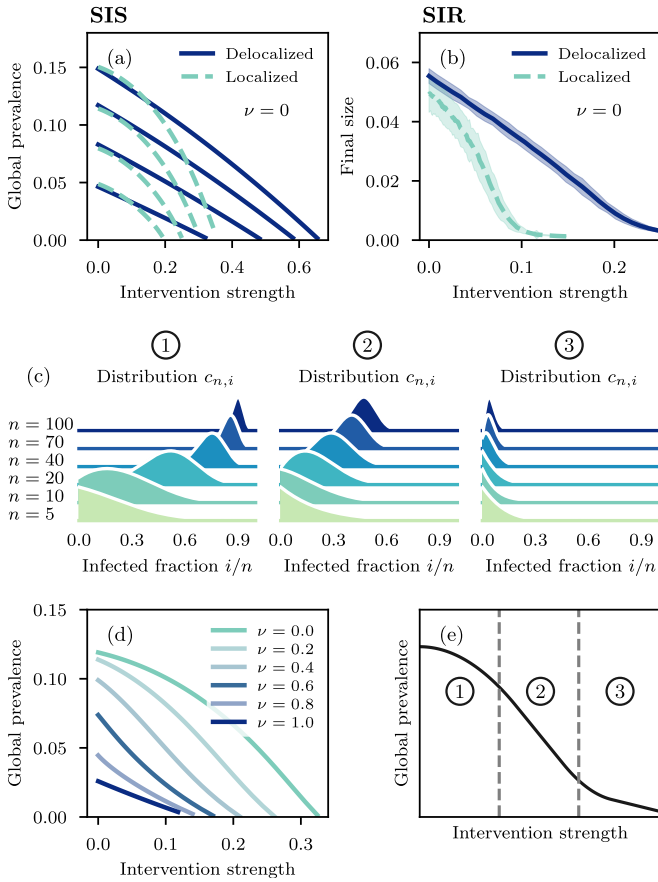 SIS
SIR
(a)
Delocalized
Localized
ν = 0
Global prevalence
0.15
0.10
0.05
0.00
0.0 0.2 0.4 0.6
Intervention strength
(b)
Delocalized
Localized
ν = 0
Final size
0.06
0.04
0.02
0.00
0.0 0.1 0.2
Intervention strength
1 2 3
(c)
Distribution c_{n,i} Distribution c_{n,i} Distribution c_{n,i}
n = 100
n = 70
n = 40
n = 20
n = 10
n = 5
0.0 0.3 0.6 0.9 0.0 0.3 0.6 0.9 0.0 0.3 0.6 0.9
Infected fraction i/n Infected fraction i/n Infected fraction i/n
(d)
ν = 0.0
ν = 0.2
ν = 0.4
ν = 0.6
ν = 0.8
ν = 1.0
Global prevalence
0.15
0.10
0.05
0.00
0.0 0.1 0.2 0.3
Intervention strength
(e)
Global prevalence
1 2 3
Intervention strength